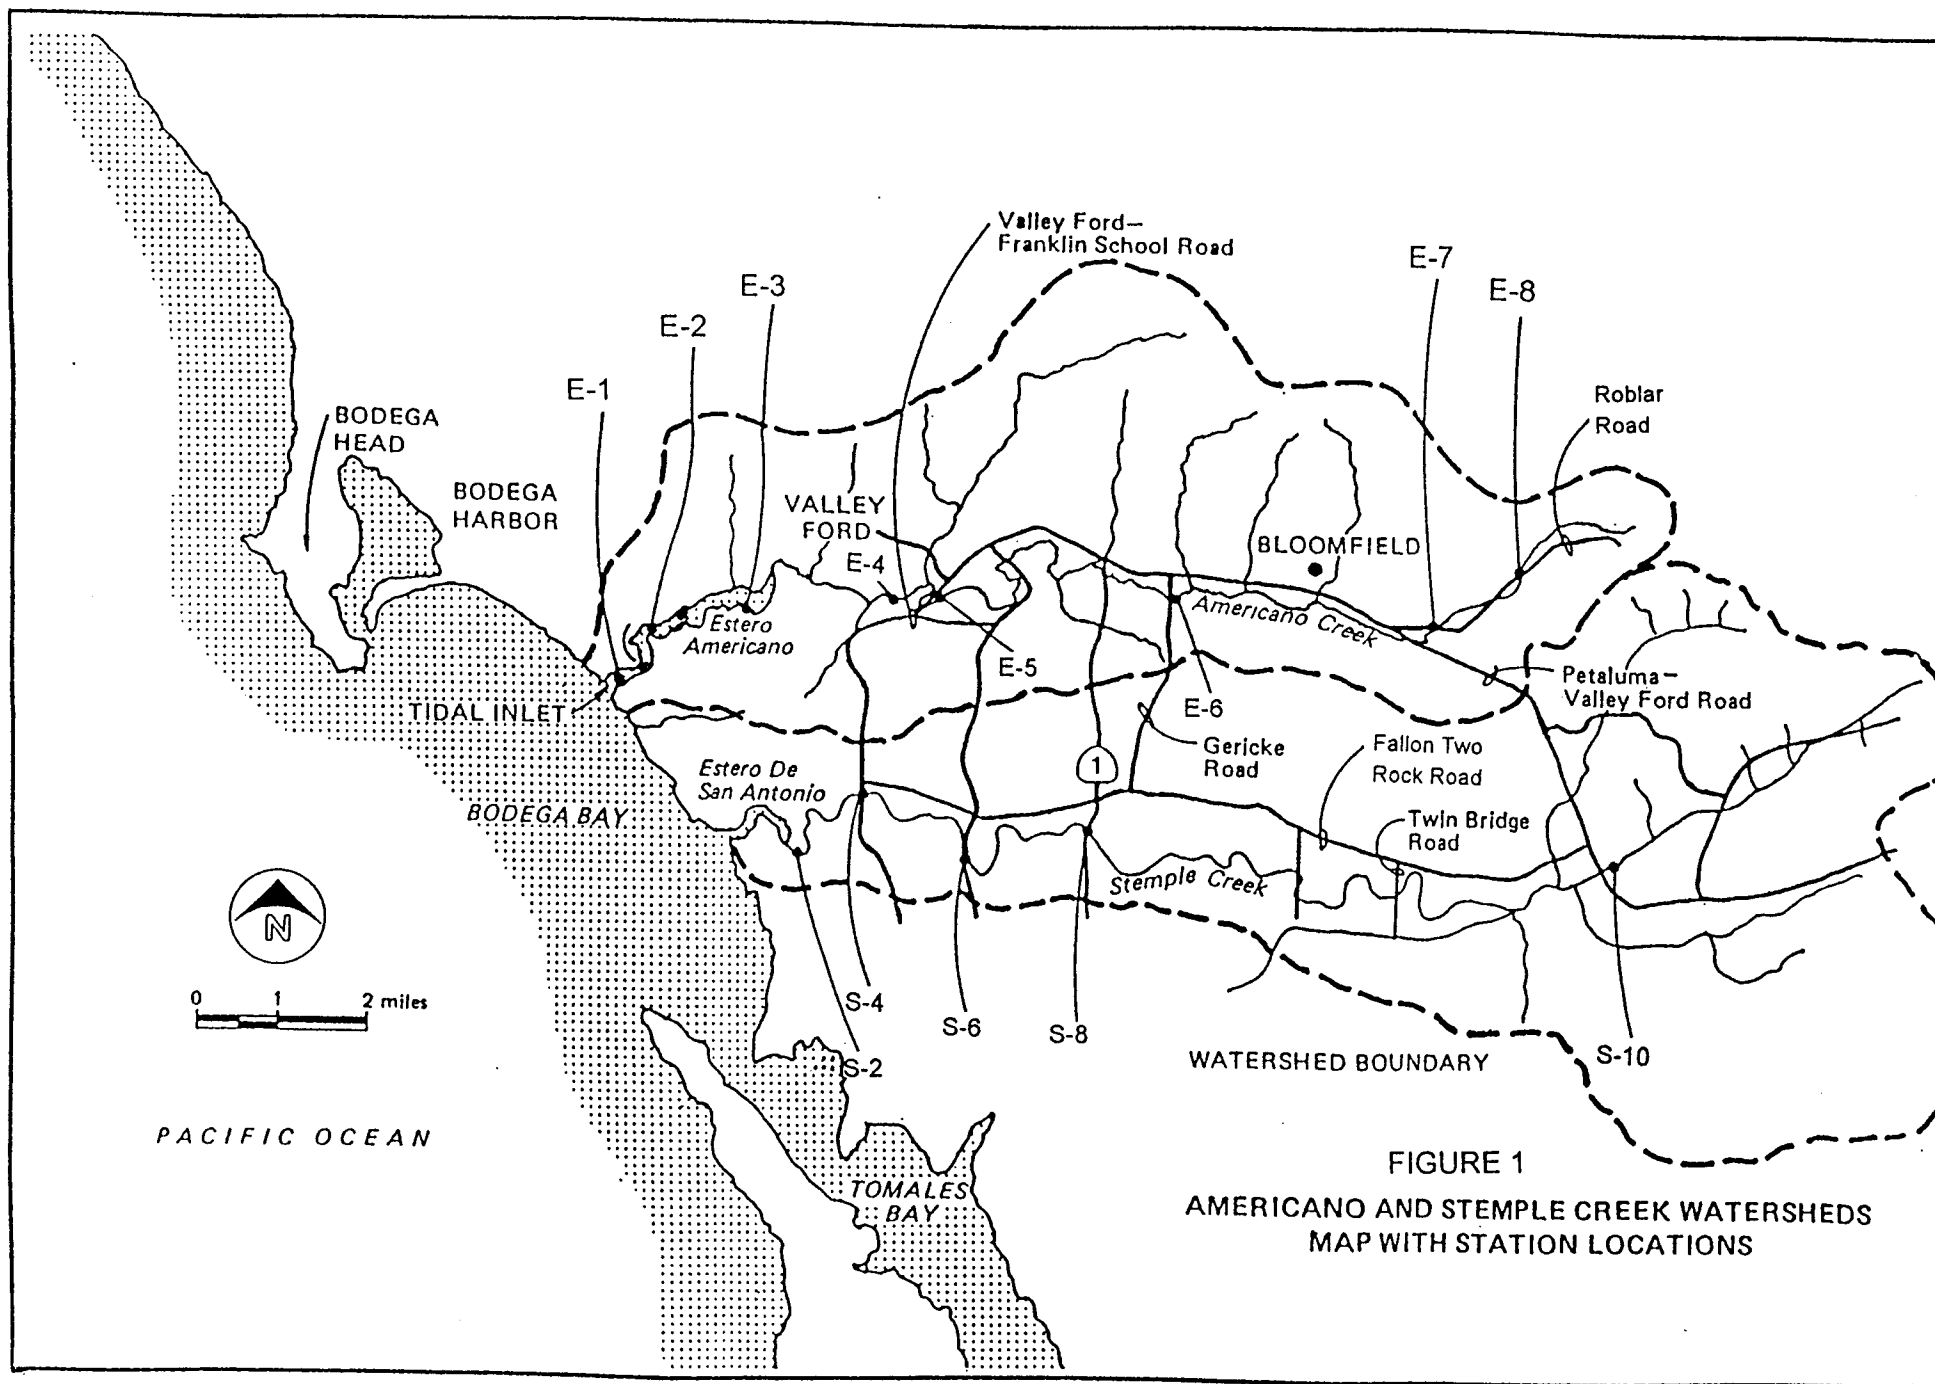 Valley Ford—
Franklin School Road
E-7
E-3
E-8
E-2
E-1
Roblar
Road
BODEGA
HEAD
BODEGA
HARBOR
VALLEY
FORD
E-4
BLOOMFIELD
Americano Creek
Estero
Americano
E-5
Petaluma—
Valley Ford Road
E-6
TIDAL INLET
Gericke
Road
Fallon Two
Rock Road
1
Estero De
San Antonio
BODEGA BAY
Twin Bridge
Road
Stemple Creek
N
0 1 2 miles
S-4
S-6
S-8
S-2
S-10
WATERSHED BOUNDARY
PACIFIC OCEAN
TOMALES
BAY
FIGURE 1
AMERICANO AND STEMPLE CREEK WATERSHEDS
MAP WITH STATION LOCATIONS